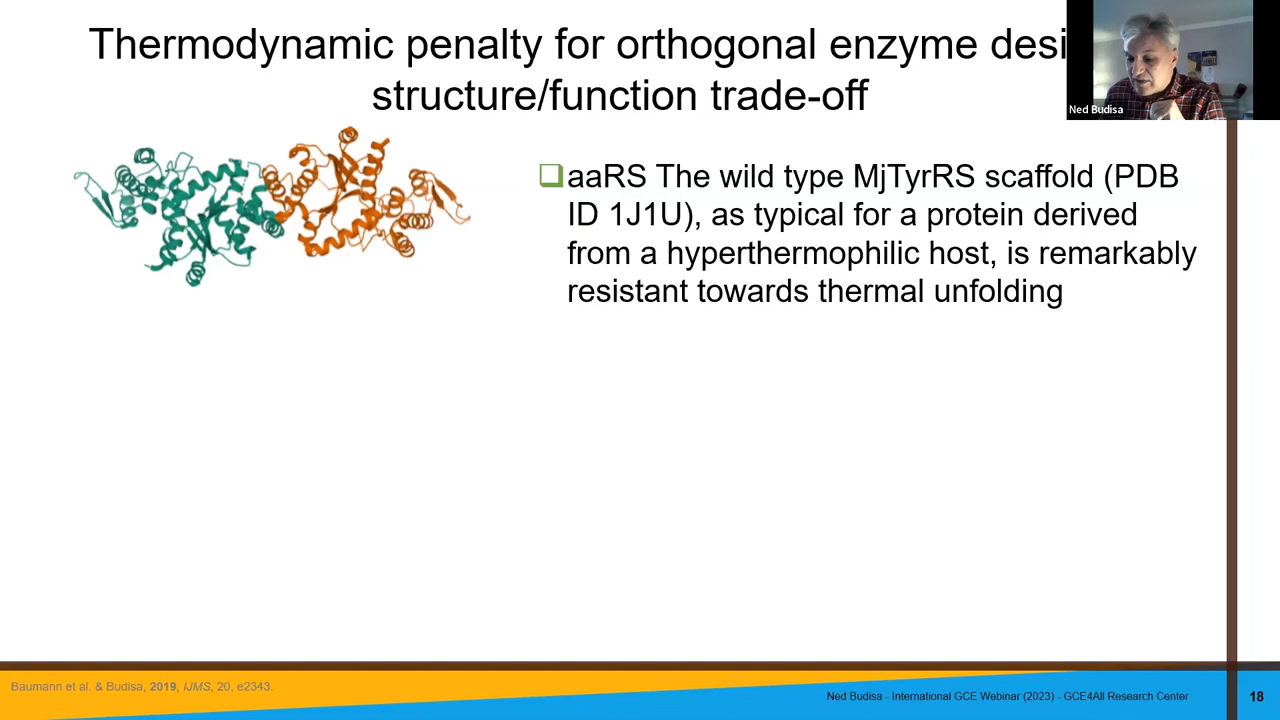 Thermodynamic penalty for orthogonal enzyme desi
structure/function trade-off
Ned Budisa
❑aaRS The wild type MjTyrRS scaffold (PDB
ID 1J1U), as typical for a protein derived
from a hyperthermophilic host, is remarkably
resistant towards thermal unfolding
Baumann et al. & Budisa, 2019, IJMS, 20, e2343.
Ned Budisa - International GCE Webinar (2023) - GCE4All Research Center
18